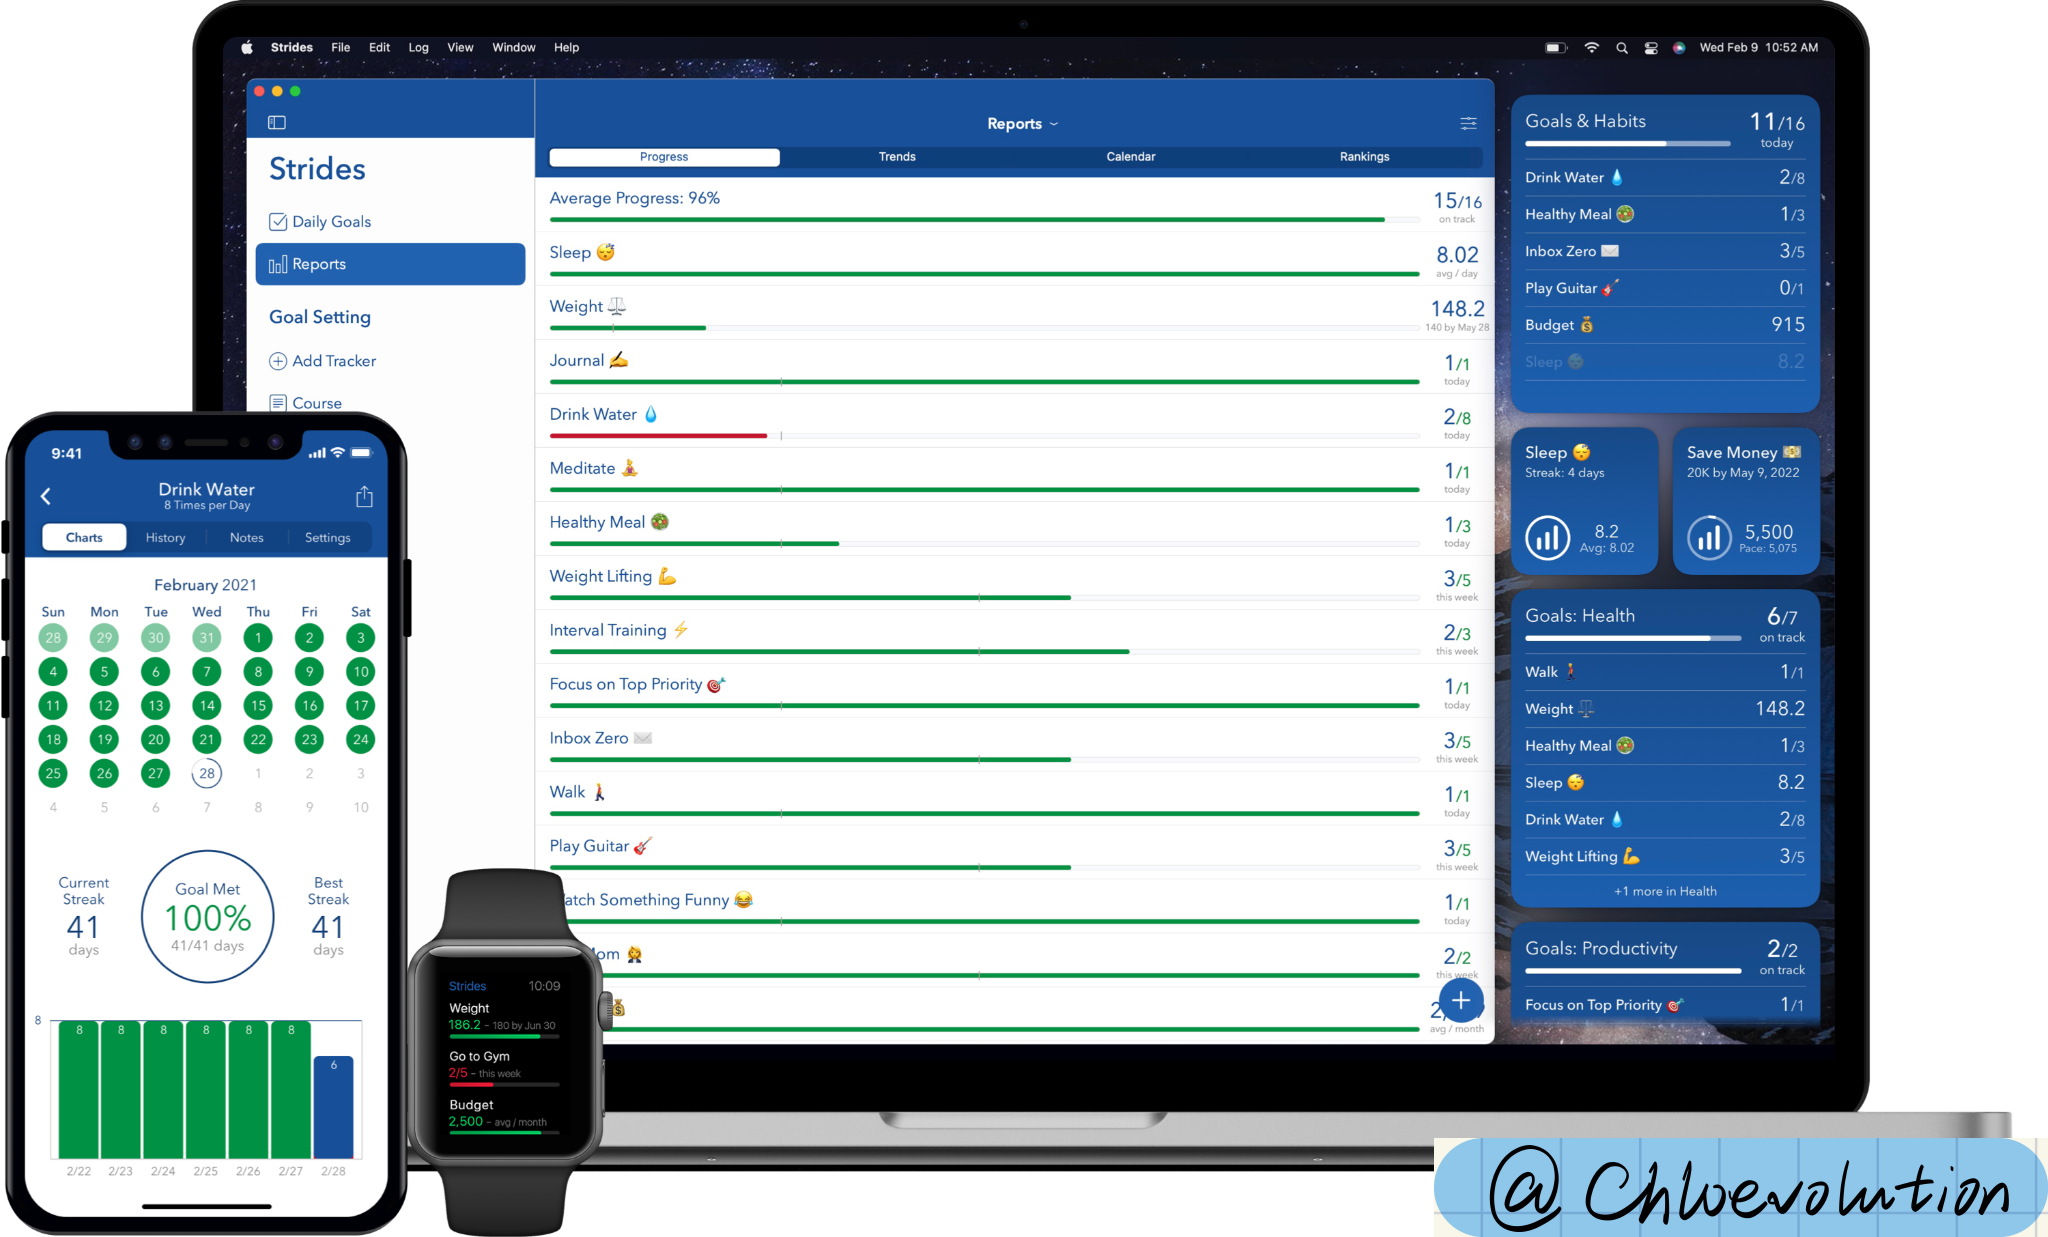 Strides File Edit Log View Window Help
Wed Feb 9 10:52 AM
Strides
Daily Goals
Reports
Goal Setting
Add Tracker
Course
Reports
Progress Trends Calendar Rankings
Average Progress: 96%
15/16
on track
Sleep 😴
8.02
avg / day
Weight ⚖️
148.2
140 by May 28
Journal ✍️
1/1
today
Drink Water 💧
2/8
today
Meditate 🧘
1/1
today
Healthy Meal 🥗
1/3
today
Weight Lifting 💪
3/5
this week
Interval Training ⚡
2/3
this week
Focus on Top Priority 🎯
1/1
today
Inbox Zero ✉️
3/5
this week
Walk 🚶
1/1
today
Play Guitar 🎸
3/5
this week
atch Something Funny 😂
1/1
today
om
2/2
this week
avg / month
Goals & Habits
11/16
today
Drink Water 💧 2/8
Healthy Meal 🥗 1/3
Inbox Zero ✉️ 3/5
Play Guitar 🎸 0/1
Budget 💰 915
Sleep 😴 8.2
Sleep 😴
Streak: 4 days
8.2
Avg: 8.02
Save Money 💵
20K by May 9, 2022
5,500
Pace: 5,075
Goals: Health
6/7
on track
Walk 🚶 1/1
Weight ⚖️ 148.2
Healthy Meal 🥗 1/3
Sleep 😴 8.2
Drink Water 💧 2/8
Weight Lifting 💪 3/5
+1 more in Health
Goals: Productivity
2/2
on track
Focus on Top Priority 🎯 1/1
9:41
Drink Water
8 Times per Day
Charts History Notes Settings
February 2021
Sun Mon Tue Wed Thu Fri Sat
28 29 30 31 1 2 3
4 5 6 7 8 9 10
11 12 13 14 15 16 17
18 19 20 21 22 23 24
25 26 27 28 1 2 3
4 5 6 7 8 9 10
Current
Streak
41
days
Goal Met
100%
41/41 days
Best
Streak
41
days
8
8 8 8 8 8 8 6
2/22 2/23 2/24 2/25 2/26 2/27 2/28
Strides 10:09
Weight
186.2 – 180 by Jun 30
Go to Gym
2/5 – this week
Budget
2,500 – avg / month
@Chloevolution